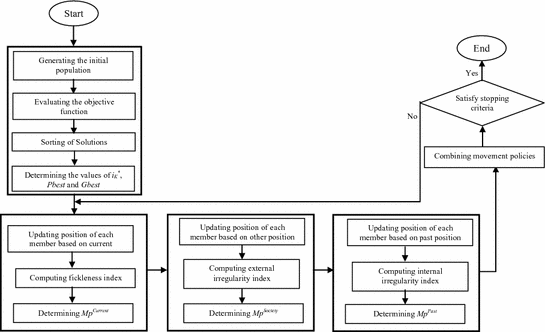 Start
Generating the initial
population
Evaluating the objective
function
Sorting of Solutions
Determining the values of iε*,
Pbest and Gbest
End
Yes
Satisfy stopping
criteria
No
Combining movement policies
Updating position of each
member based on current
Computing fickleness index
Determining Mp^Current
Updating position of each
member based on other position
Computing external
irregularity index
Determining Mp^Society
Updating position of each
member based on past position
Computing internal
irregularity index
Determining Mp^Past